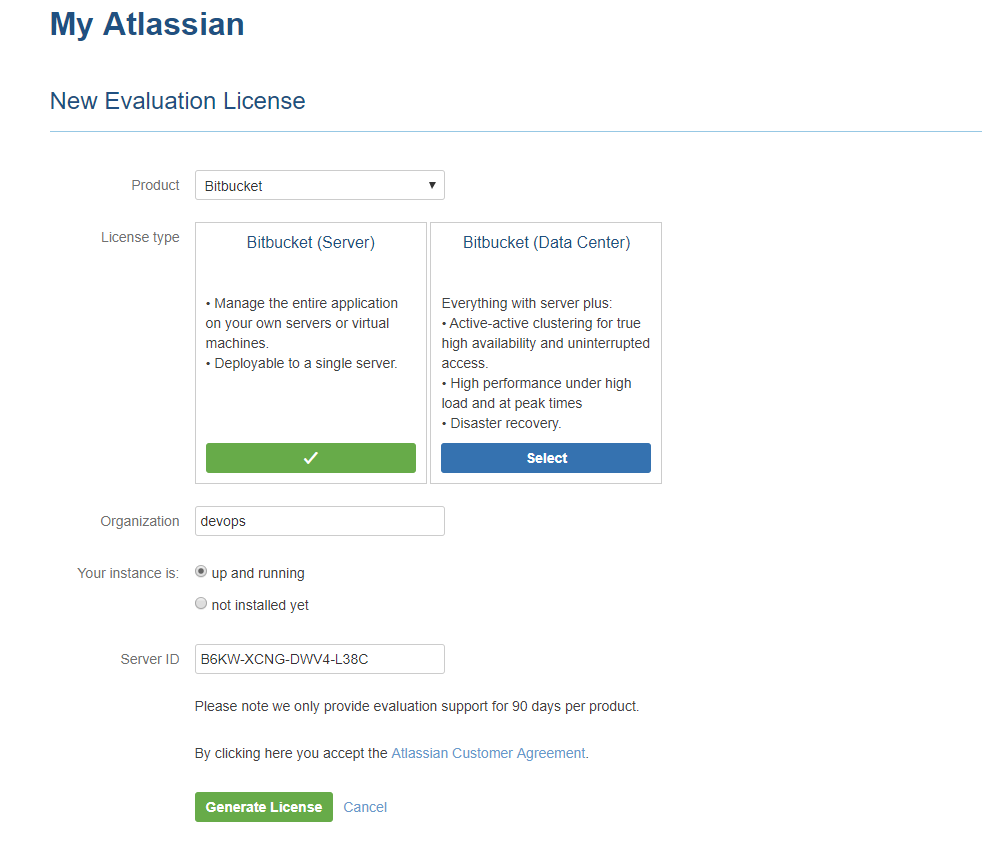 My Atlassian
New Evaluation License
Product
Bitbucket
License type
Bitbucket (Server)
• Manage the entire application
on your own servers or virtual
machines.
• Deployable to a single server.
Bitbucket (Data Center)
Everything with server plus:
• Active-active clustering for true
high availability and uninterrupted
access.
• High performance under high
load and at peak times
• Disaster recovery.
Select
Organization
devops
Your instance is:
up and running
not installed yet
Server ID
B6KW-XCNG-DWV4-L38C
Please note we only provide evaluation support for 90 days per product.
By clicking here you accept the Atlassian Customer Agreement.
Generate License
Cancel